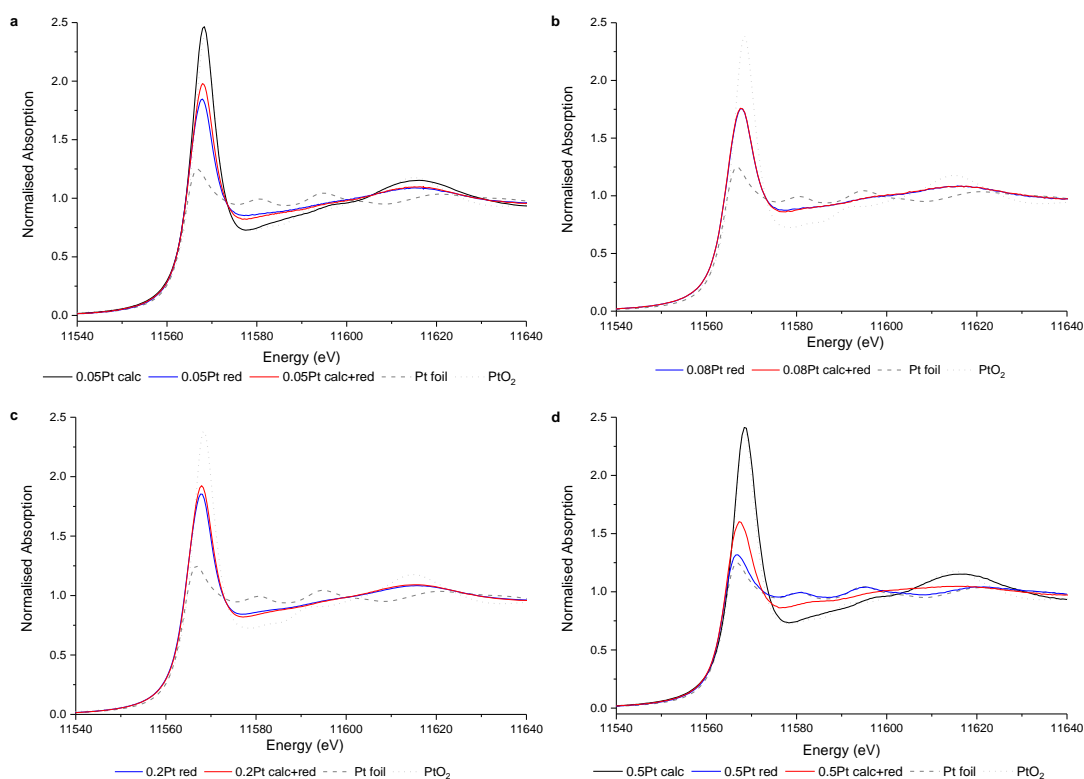 a
Normalised Absorption
2.5
2.0
1.5
1.0
0.5
0.0
11540 11560 11580 11600 11620 11640
Energy (eV)
0.05Pt calc 0.05Pt red 0.05Pt calc+red Pt foil PtO₂
b
Normalised Absorption
2.5
2.0
1.5
1.0
0.5
0.0
11540 11560 11580 11600 11620 11640
Energy (eV)
0.08Pt red 0.08Pt calc+red Pt foil PtO₂
c
Normalised Absorption
2.5
2.0
1.5
1.0
0.5
0.0
11540 11560 11580 11600 11620 11640
Energy (eV)
0.2Pt red 0.2Pt calc+red Pt foil PtO₂
d
Normalised Absorption
2.5
2.0
1.5
1.0
0.5
0.0
11540 11560 11580 11600 11620 11640
Energy (eV)
0.5Pt calc 0.5Pt red 0.5Pt calc+red Pt foil PtO₂